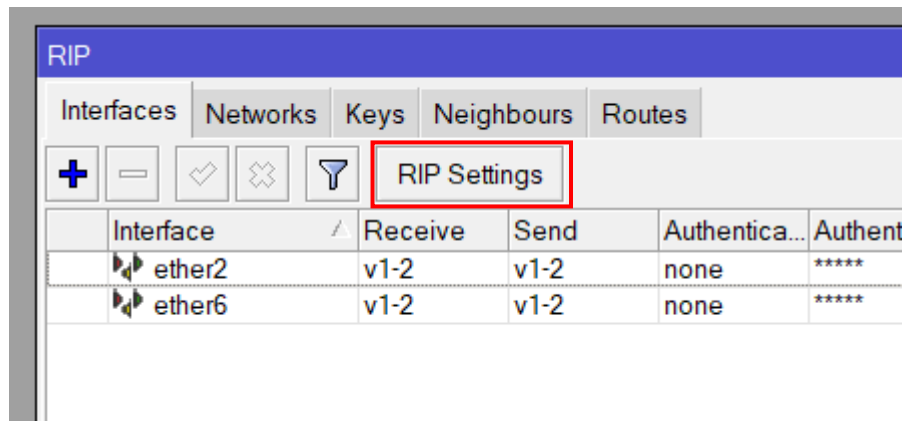 RIP
Interfaces Networks Keys Neighbours Routes
RIP Settings
Interface Receive Send Authentica... Authent
ether2 v1-2 v1-2 none *****
ether6 v1-2 v1-2 none *****